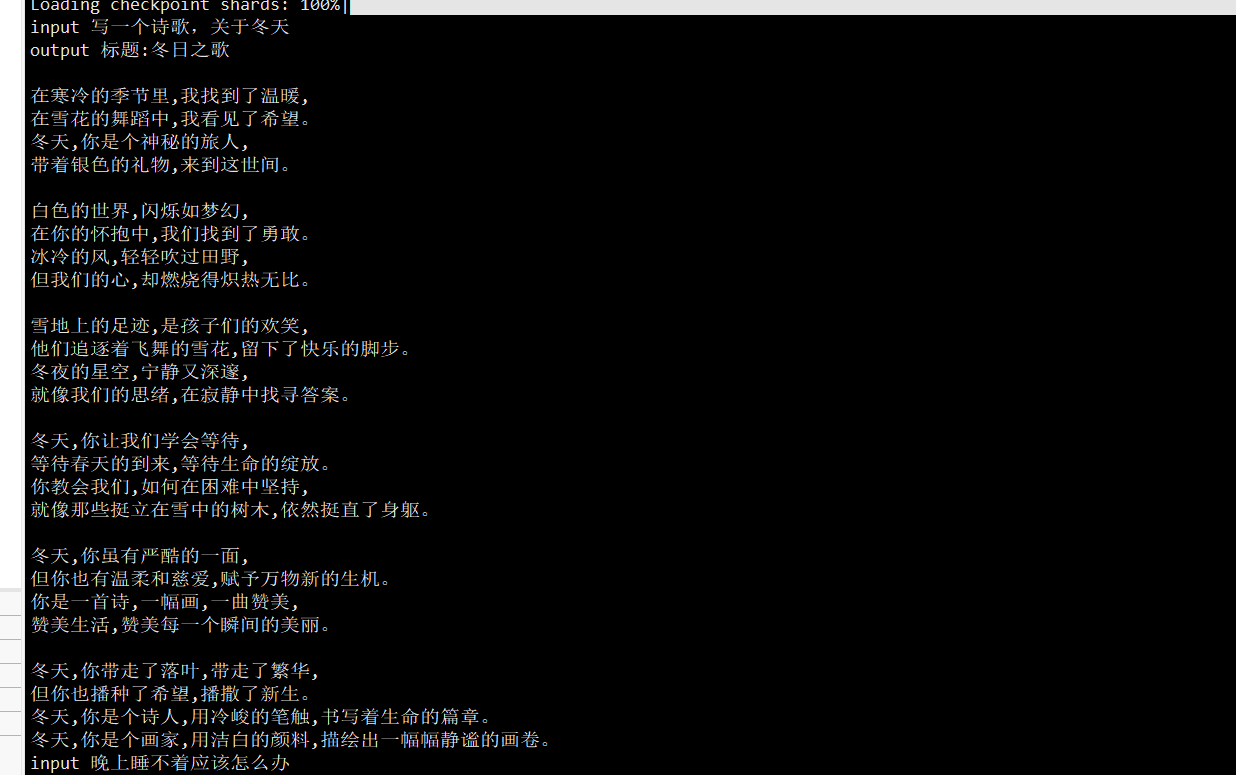 Loading checkpoint shards: 100%|
input 写一个诗歌，关于冬天
output 标题:冬日之歌
在寒冷的季节里,我找到了温暖,
在雪花的舞蹈中,我看见了希望。
冬天,你是个神秘的旅人,
带着银色的礼物,来到这世间。
白色的世界,闪烁如梦幻,
在你的怀抱中,我们找到了勇敢。
冰冷的风,轻轻吹过田野,
但我们的心,却燃烧得炽热无比。
雪地上的足迹,是孩子们的欢笑,
他们追逐着飞舞的雪花,留下了快乐的脚步。
冬夜的星空,宁静又深邃,
就像我们的思绪,在寂静中找寻答案。
冬天,你让我们学会等待,
等待春天的到来,等待生命的绽放。
你教会我们,如何在困难中坚持,
就像那些挺立在雪中的树木,依然挺直了身躯。
冬天,你虽有严酷的一面,
但你也有温柔和慈爱,赋予万物新的生机。
你是一首诗,一幅画,一曲赞美,
赞美生活,赞美每一个瞬间的美丽。
冬天,你带走了落叶,带走了繁华,
但你也播种了希望,播撒了新生。
冬天,你是个诗人,用冷峻的笔触,书写着生命的篇章。
冬天,你是个画家,用洁白的颜料,描绘出一幅幅静谧的画卷。
input 晚上睡不着应该怎么办